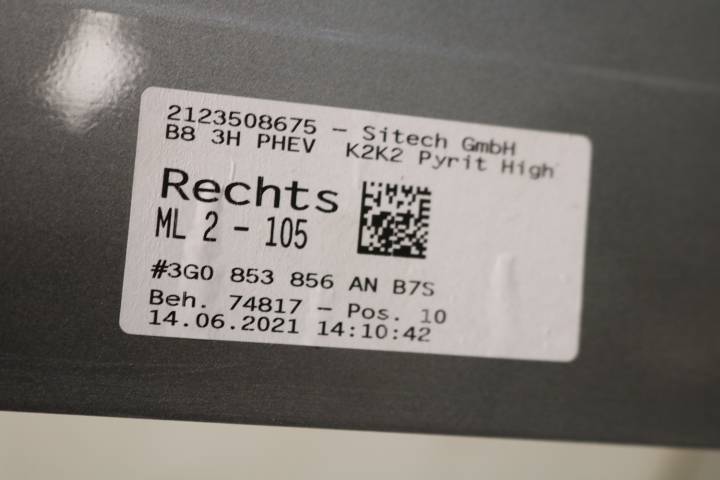 2123508675 – Sitech GmbH
B8 3H PHEV K2K2 Pyrit High
Rechts
ML 2 - 105
#3G0 853 856 AN B7S
Beh. 74817 – Pos. 10
14.06.2021 14:10:42